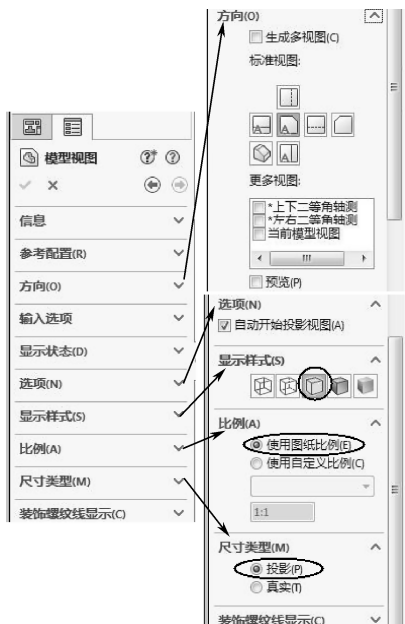 模型视图
信息
参考配置(R)
方向(O)
输入选项
显示状态(D)
选项(N)
显示样式(S)
比例(A)
尺寸类型(M)
装饰螺纹线显示(C)
方向(O)
生成多视图(C)
标准视图:
更多视图:
*上下二等角轴测
*左右二等角轴测
当前模型视图
预览(P)
选项(N)
自动开始投影视图(A)
显示样式(S)
比例(A)
使用图纸比例(E)
使用自定义比例(C)
1:1
尺寸类型(M)
投影(P)
真实(T)
装饰螺纹线显示(C)